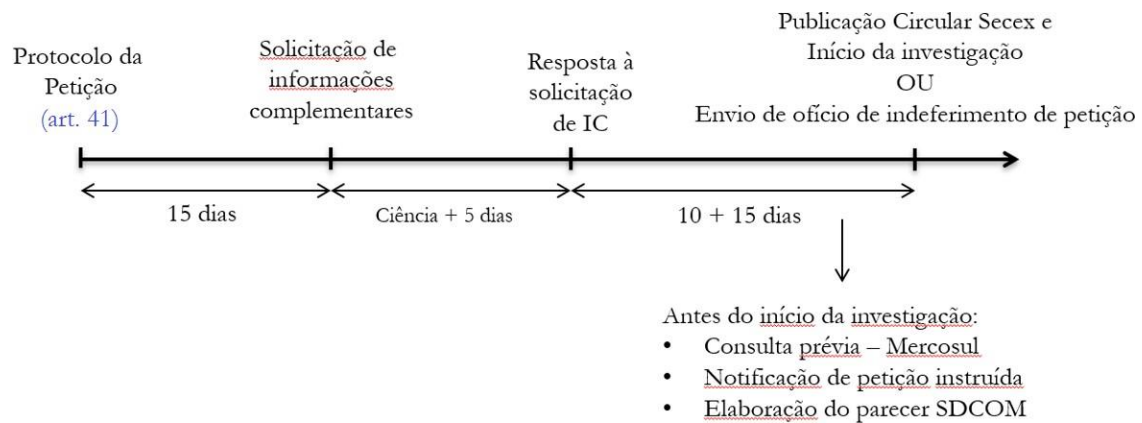 Protocolo da
Petição
(art. 41)
Solicitação de
informações
complementares
Resposta à
solicitação
de IC
Publicação Circular Secex e
Início da investigação
OU
Envio de ofício de indeferimento de petição
15 dias
Ciência + 5 dias
10 + 15 dias
Antes do início da investigação:
• Consulta prévia – Mercosul
• Notificação de petição instruída
• Elaboração do parecer SDCOM